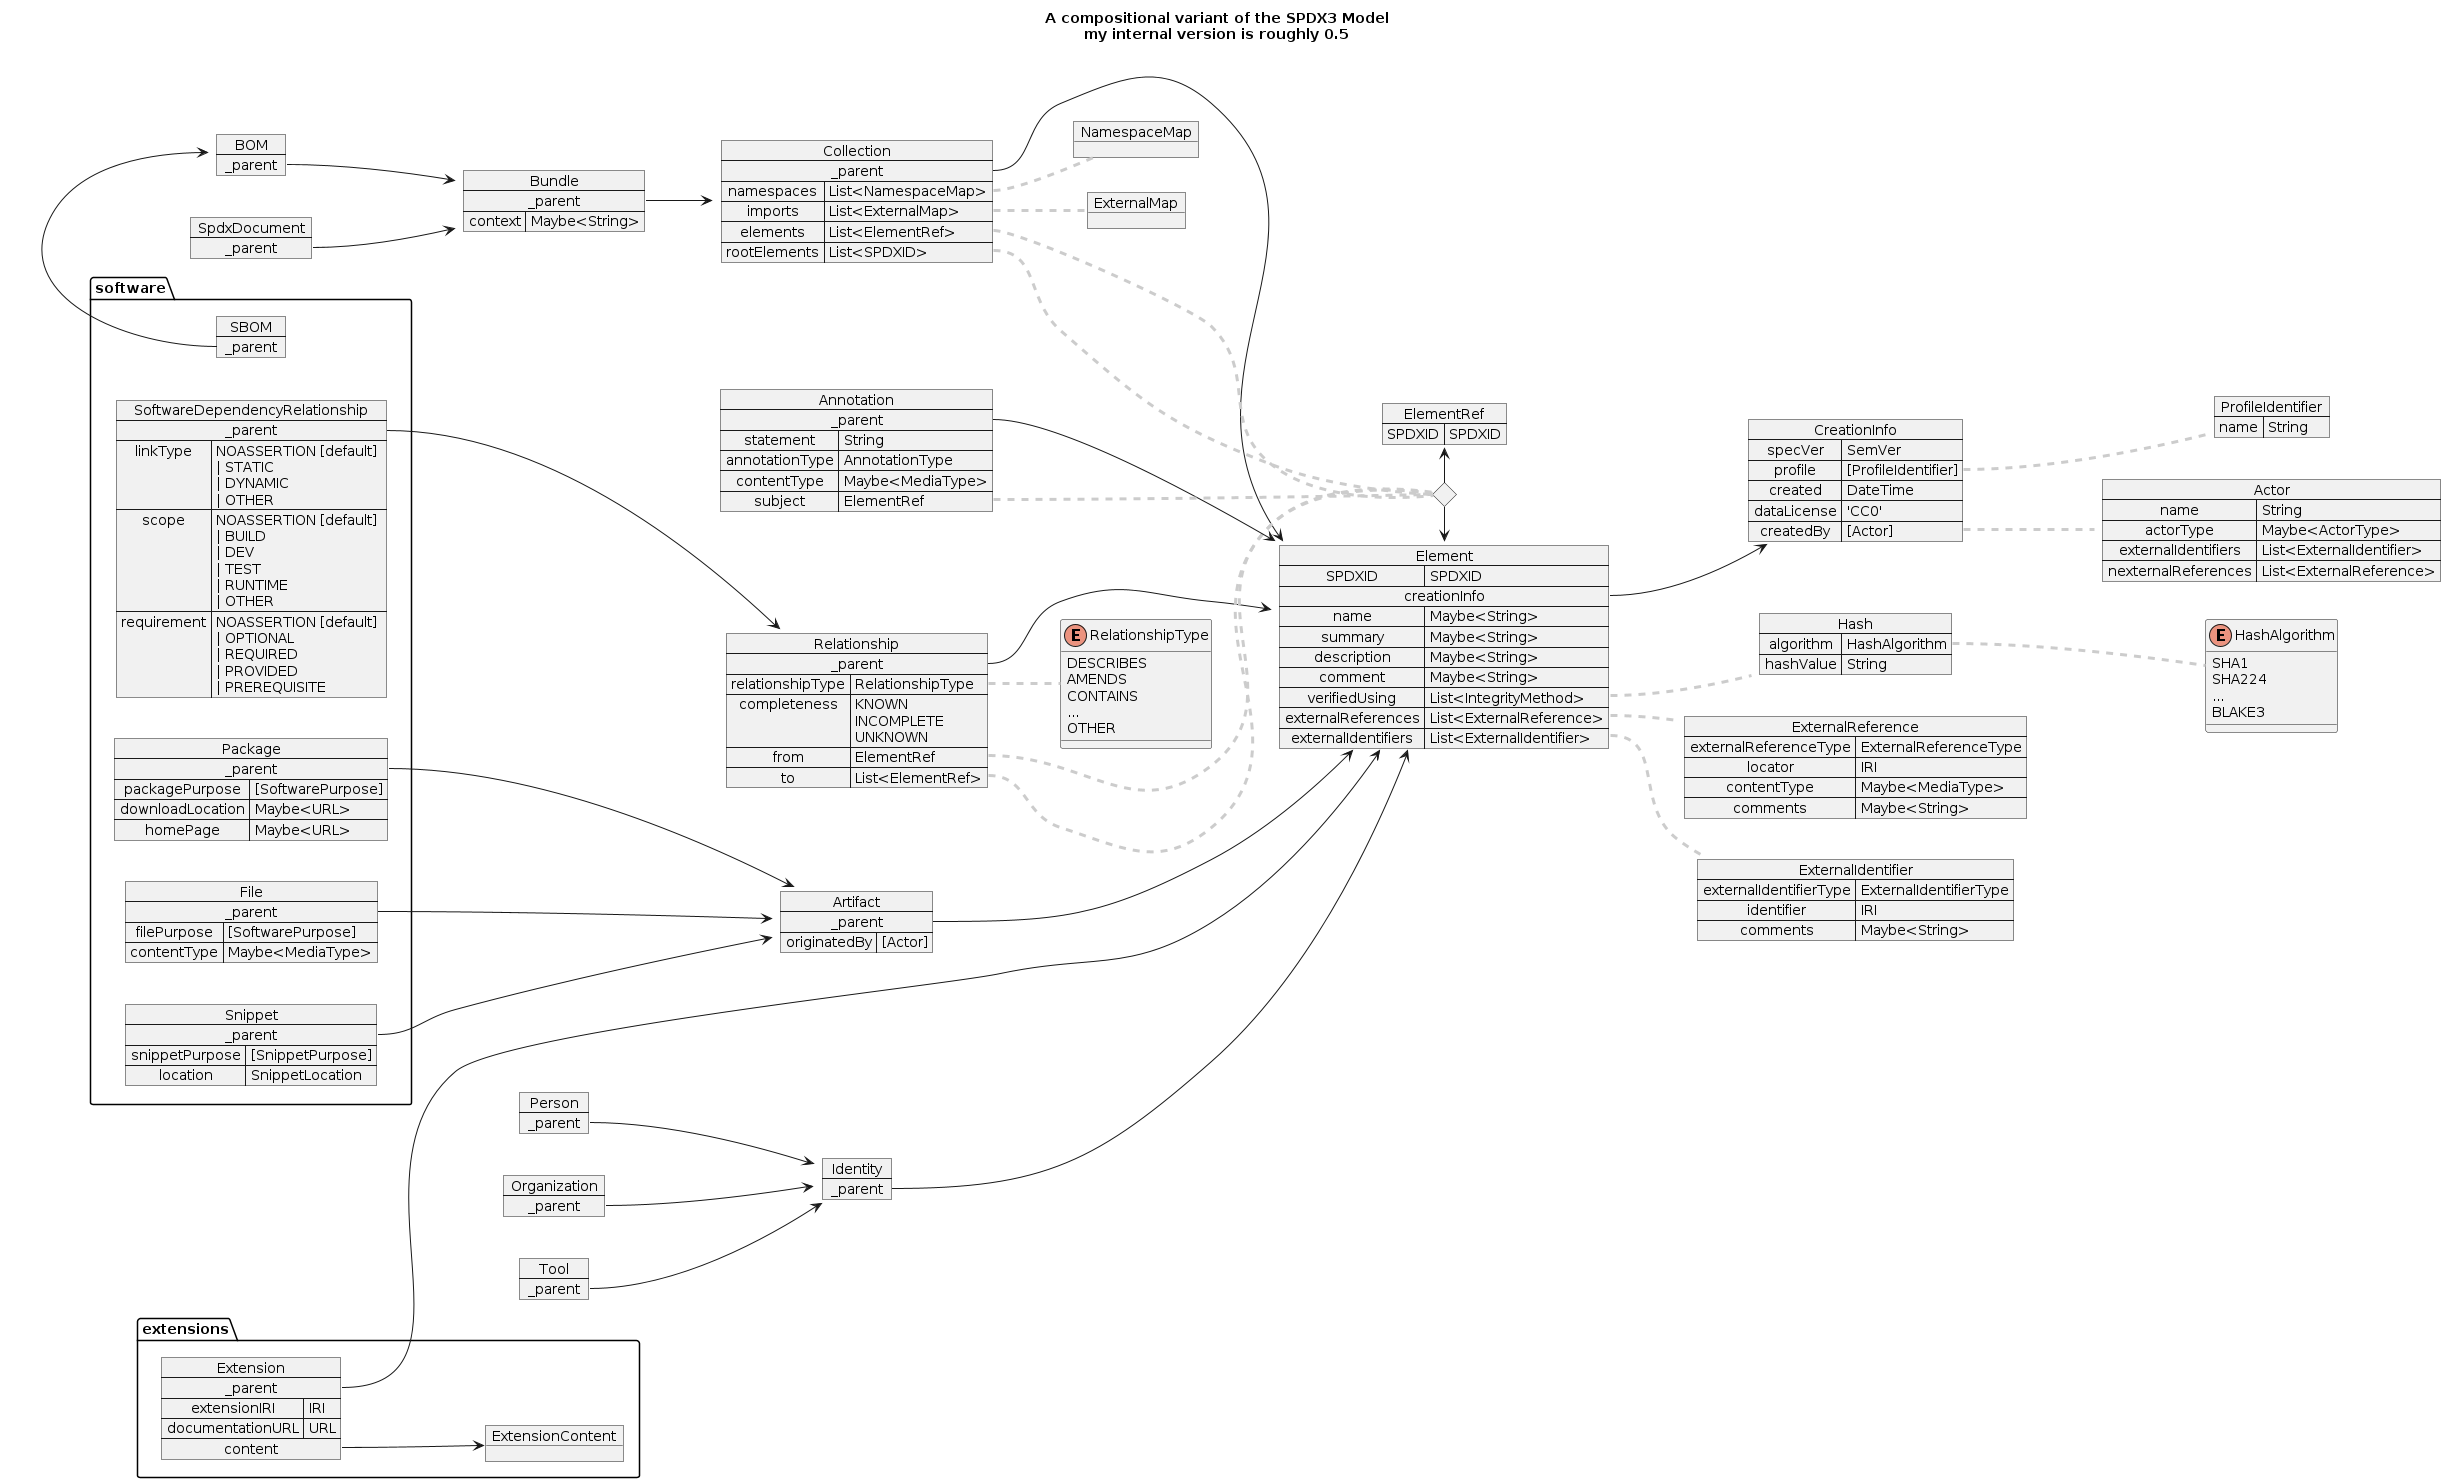 A compositional variant of the SPDX3 Model
my internal version is roughly 0.5
BOM
_parent
SpdxDocument
_parent
Bundle
_parent
context Maybe<String>
Collection
_parent
namespaces List<NamespaceMap>
imports List<ExternalMap>
elements List<ElementRef>
rootElements List<SPDXID>
NamespaceMap
ExternalMap
software
SBOM
_parent
SoftwareDependencyRelationship
_parent
linkType NOASSERTION [default]
| STATIC
| DYNAMIC
| OTHER
scope NOASSERTION [default]
| BUILD
| DEV
| TEST
| RUNTIME
| OTHER
requirement NOASSERTION [default]
| OPTIONAL
| REQUIRED
| PROVIDED
| PREREQUISITE
Package
_parent
packagePurpose [SoftwarePurpose]
downloadLocation Maybe<URL>
homePage Maybe<URL>
File
_parent
filePurpose [SoftwarePurpose]
contentType Maybe<MediaType>
Snippet
_parent
snippetPurpose [SnippetPurpose]
location SnippetLocation
Annotation
_parent
statement String
annotationType AnnotationType
contentType Maybe<MediaType>
subject ElementRef
Relationship
_parent
relationshipType RelationshipType
completeness KNOWN
INCOMPLETE
UNKNOWN
from ElementRef
to List<ElementRef>
E RelationshipType
DESCRIBES
AMENDS
CONTAINS
...
OTHER
Artifact
_parent
originatedBy [Actor]
ElementRef
SPDXID SPDXID
Element
SPDXID SPDXID
creationInfo
name Maybe<String>
summary Maybe<String>
description Maybe<String>
comment Maybe<String>
verifiedUsing List<IntegrityMethod>
externalReferences List<ExternalReference>
externalIdentifiers List<ExternalIdentifier>
CreationInfo
specVer SemVer
profile [ProfileIdentifier]
created DateTime
dataLicense 'CC0'
createdBy [Actor]
ProfileIdentifier
name String
Actor
name String
actorType Maybe<ActorType>
externalIdentifiers List<ExternalIdentifier>
nexternalReferences List<ExternalReference>
Hash
algorithm HashAlgorithm
hashValue String
E HashAlgorithm
SHA1
SHA224
...
BLAKE3
ExternalReference
externalReferenceType ExternalReferenceType
locator IRI
contentType Maybe<MediaType>
comments Maybe<String>
ExternalIdentifier
externalIdentifierType ExternalIdentifierType
identifier IRI
comments Maybe<String>
Person
_parent
Organization
_parent
Tool
_parent
Identity
_parent
extensions
Extension
_parent
extensionIRI IRI
documentationURL URL
content
ExtensionContent